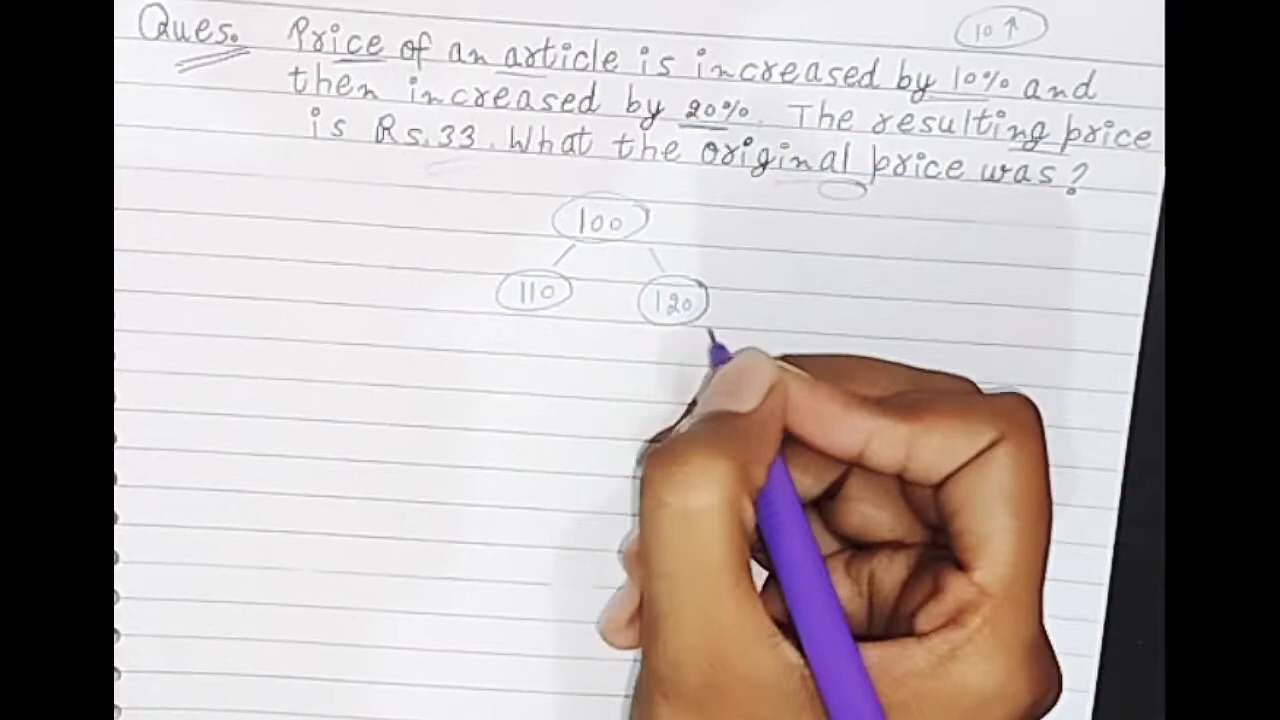 10 ↑
Ques. Price of an article is increased by 10% and
then increased by 20%. The resulting price
is Rs.33. What the original price was?
100
110 120